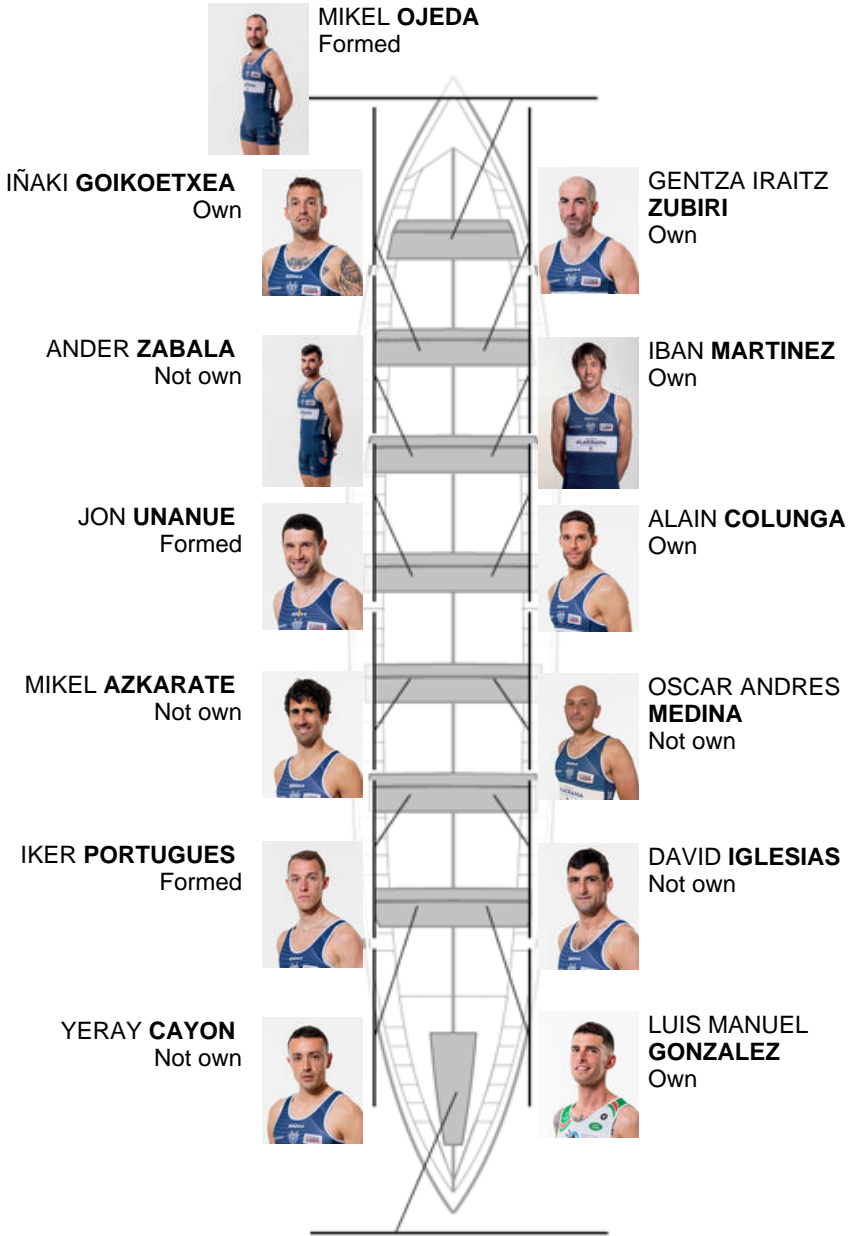 MIKEL OJEDA
Formed
IÑAKI GOIKOETXEA
Own
GENTZA IRAITZ
ZUBIRI
Own
ANDER ZABALA
Not own
IBAN MARTINEZ
Own
JON UNANUE
Formed
ALAIN COLUNGA
Own
MIKEL AZKARATE
Not own
OSCAR ANDRES
MEDINA
Not own
IKER PORTUGUES
Formed
DAVID IGLESIAS
Not own
YERAY CAYON
Not own
LUIS MANUEL
GONZALEZ
Own